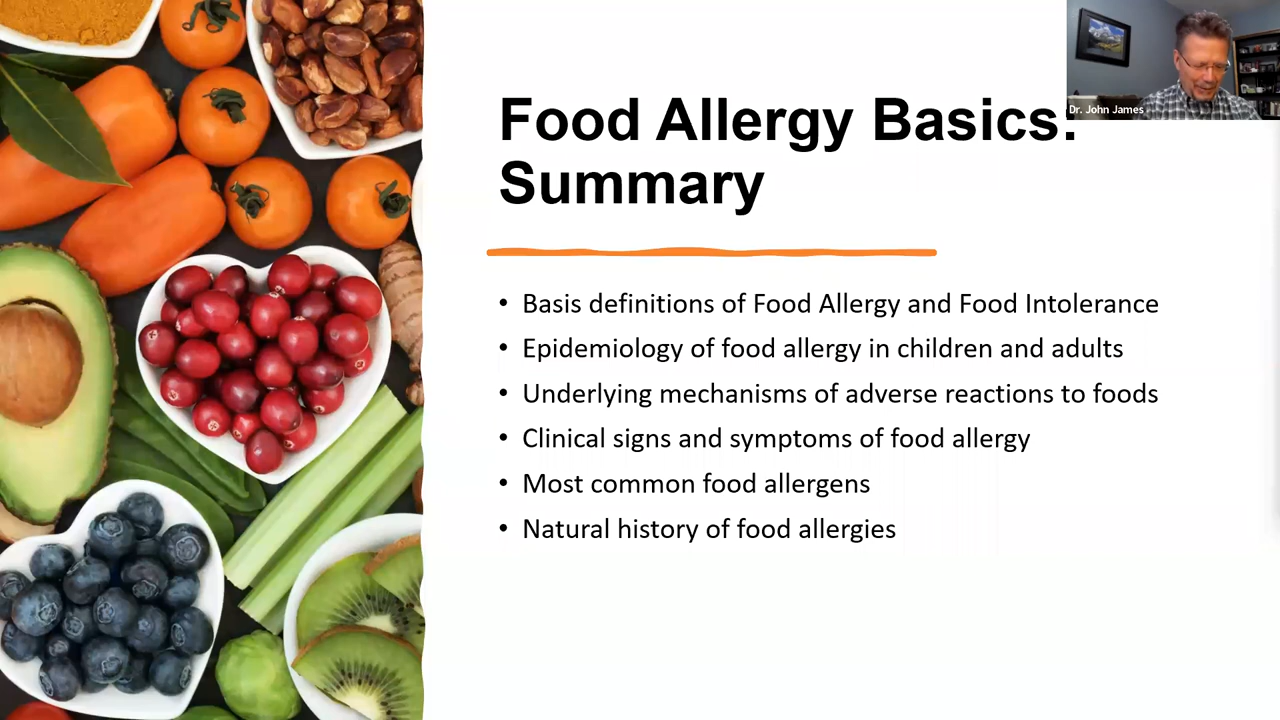 Dr. John James
Food Allergy Basics:
Summary
• Basis definitions of Food Allergy and Food Intolerance
• Epidemiology of food allergy in children and adults
• Underlying mechanisms of adverse reactions to foods
• Clinical signs and symptoms of food allergy
• Most common food allergens
• Natural history of food allergies